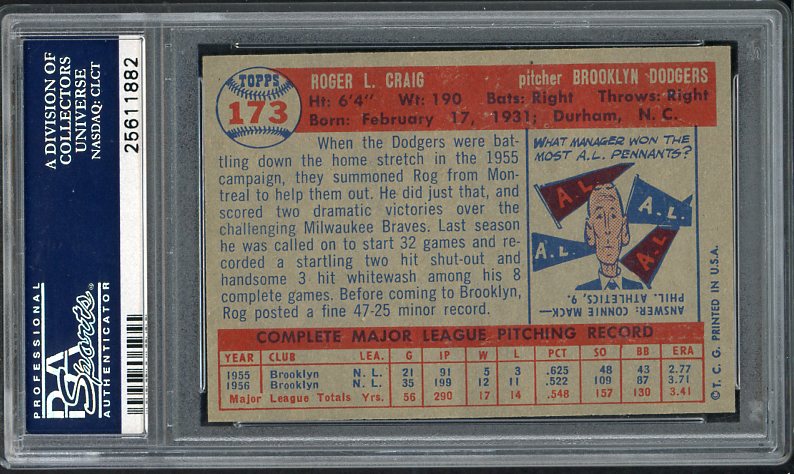 A DIVISION OF
COLLECTORS
UNIVERSE
NASDAQ: CLCT
25611882
PROFESSIONAL
PSA
Sports
AUTHENTICATOR
TOPPS
173
ROGER L. CRAIG pitcher BROOKLYN DODGERS
Ht: 6'4" Wt: 190 Bats: Right Throws: Right
Born: February 17, 1931; Durham, N. C.
When the Dodgers were bat-
tling down the home stretch in the 1955
campaign, they summoned Rog from Mon-
treal to help them out. He did just that, and
scored two dramatic victories over the
challenging Milwaukee Braves. Last season
he was called on to start 32 games and re-
corded a startling two hit shut-out and
handsome 3 hit whitewash among his 8
complete games. Before coming to Brooklyn,
Rog posted a fine 47-25 minor record.
WHAT MANAGER WON THE
MOST A.L. PENNANTS?
A.L.
A.L.
A.L.
A.L.
ANSWER: CONNIE MACK—
PHIL. ATHLETICS, 9.
COMPLETE MAJOR LEAGUE PITCHING RECORD
YEAR CLUB LEA. G IP W L PCT SO BB ERA
1955 Brooklyn N. L. 21 91 5 3 .625 48 43 2.77
1956 Brooklyn N. L. 35 199 12 11 .522 109 87 3.71
Major League Totals Yrs. 56 290 17 14 .548 157 130 3.41
© T. C. G. PRINTED IN U.S.A.